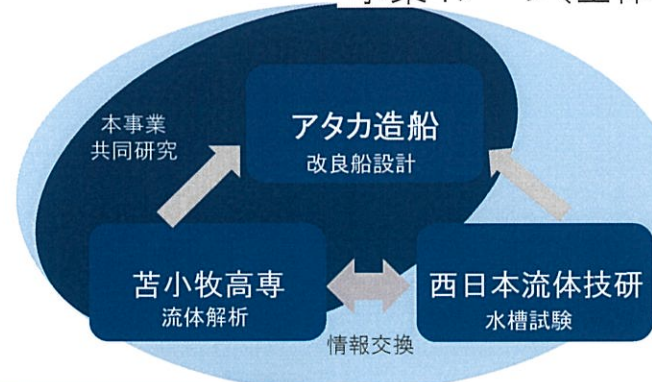 本事業
共同研究
アタカ造船
改良船設計
苫小牧高専
流体解析
西日本流体技研
水槽試験
情報交換